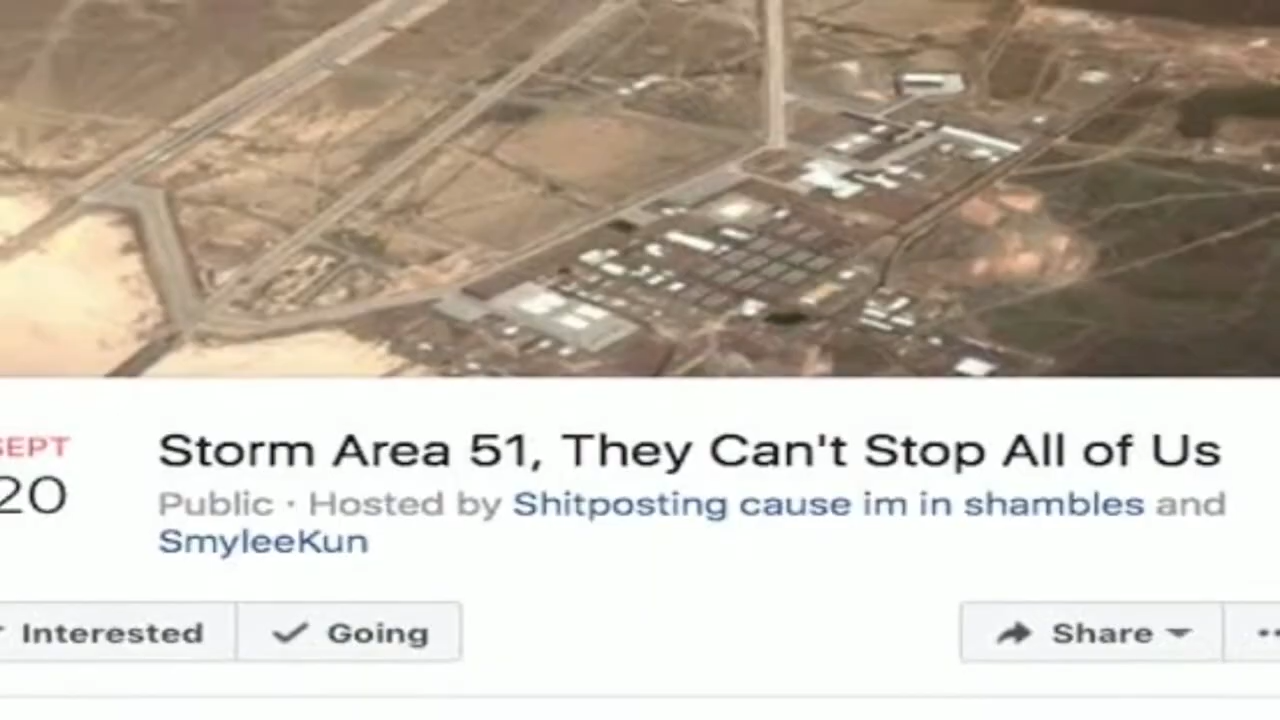 SEPT
20
Storm Area 51, They Can't Stop All of Us
Public · Hosted by Shitposting cause im in shambles and
SmyleeKun
Interested
Going
Share